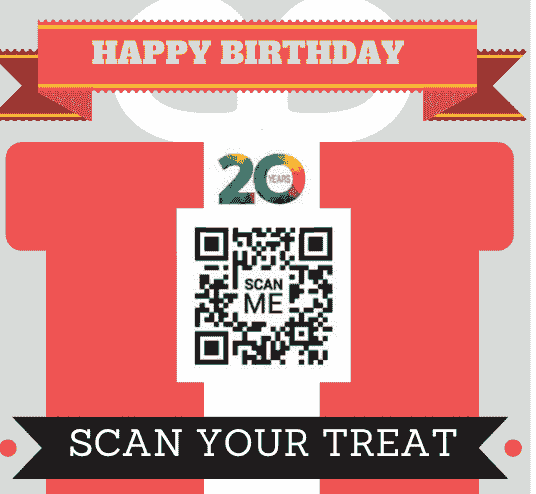 HAPPY BIRTHDAY
20
YEARS
SCAN
ME
SCAN YOUR TREAT